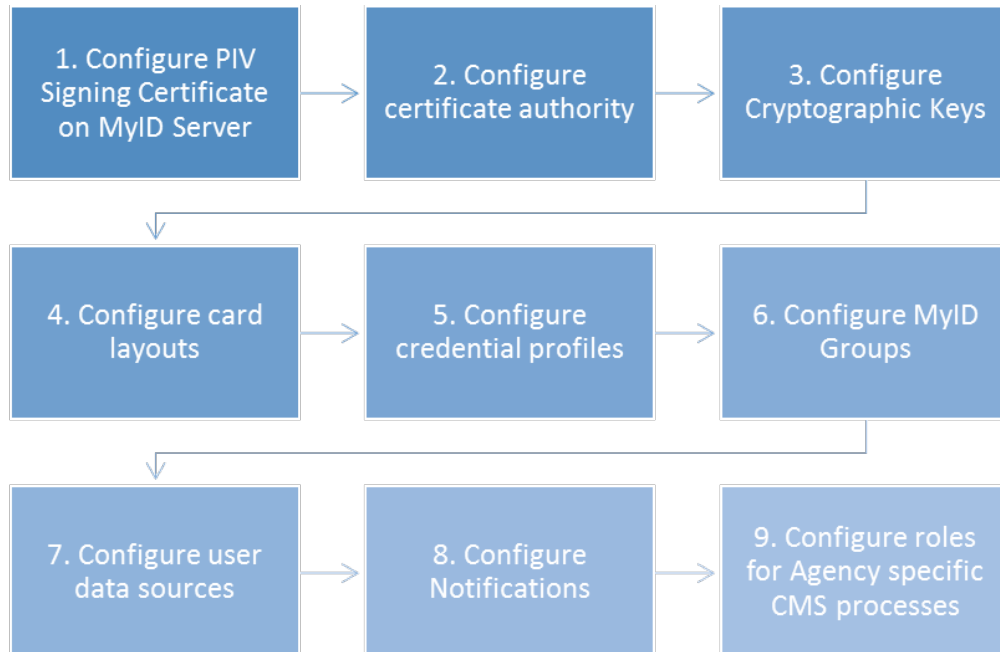 1. Configure PIV
Signing Certificate
on MyID Server
2. Configure
certificate authority
3. Configure
Cryptographic Keys
4. Configure card
layouts
5. Configure
credential profiles
6. Configure MyID
Groups
7. Configure user
data sources
8. Configure
Notifications
9. Configure roles
for Agency specific
CMS processes